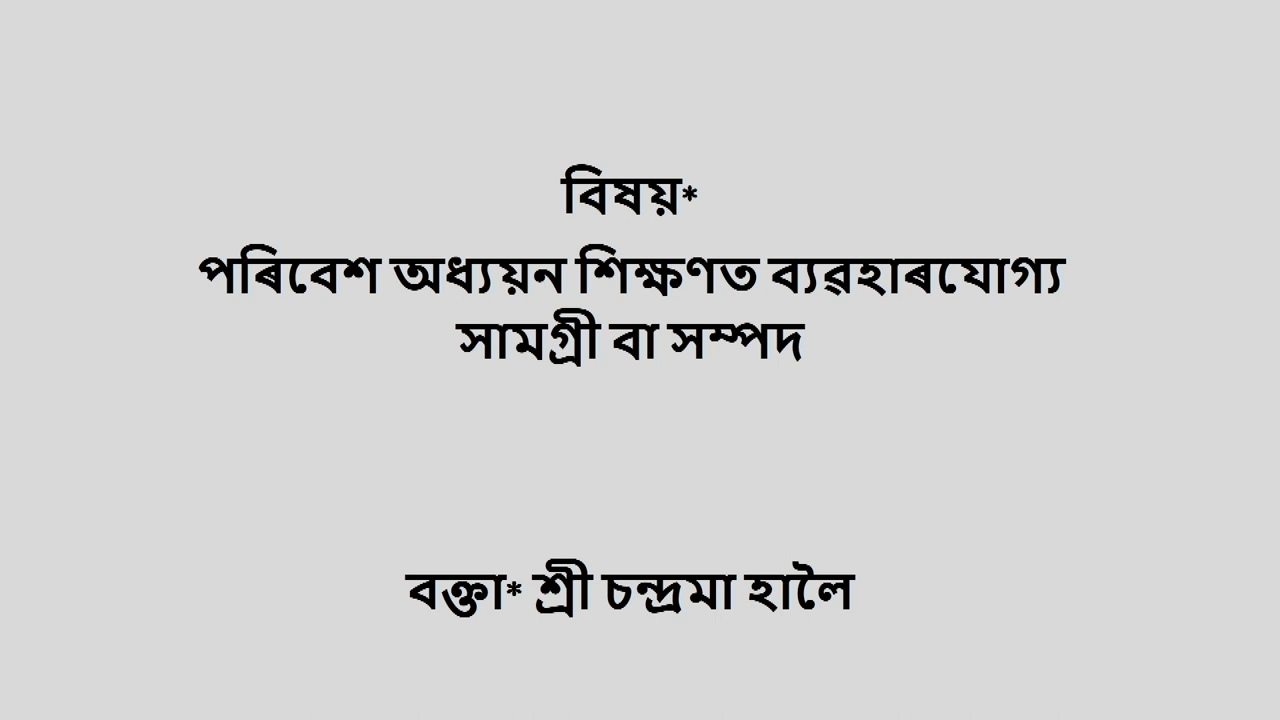 বিষয়*
পৰিবেশ অধ্যয়ন শিক্ষণত ব্যৱহাৰযোগ্য
সামগ্ৰী বা সম্পদ
বক্তা* শ্ৰী চন্দ্ৰমা হালৈ